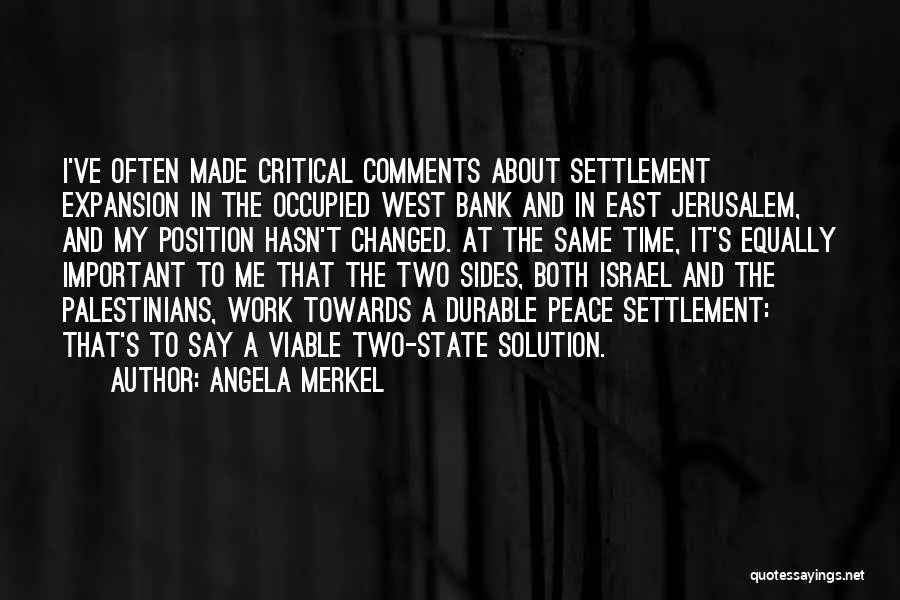 I'VE OFTEN MADE CRITICAL COMMENTS ABOUT SETTLEMENT
EXPANSION IN THE OCCUPIED WEST BANK AND IN EAST JERUSALEM,
AND MY POSITION HASN'T CHANGED. AT THE SAME TIME, IT'S EQUALLY
IMPORTANT TO ME THAT THE TWO SIDES, BOTH ISRAEL AND THE
PALESTINIANS, WORK TOWARDS A DURABLE PEACE SETTLEMENT:
THAT'S TO SAY A VIABLE TWO-STATE SOLUTION.
AUTHOR: ANGELA MERKEL
quotessayings.net